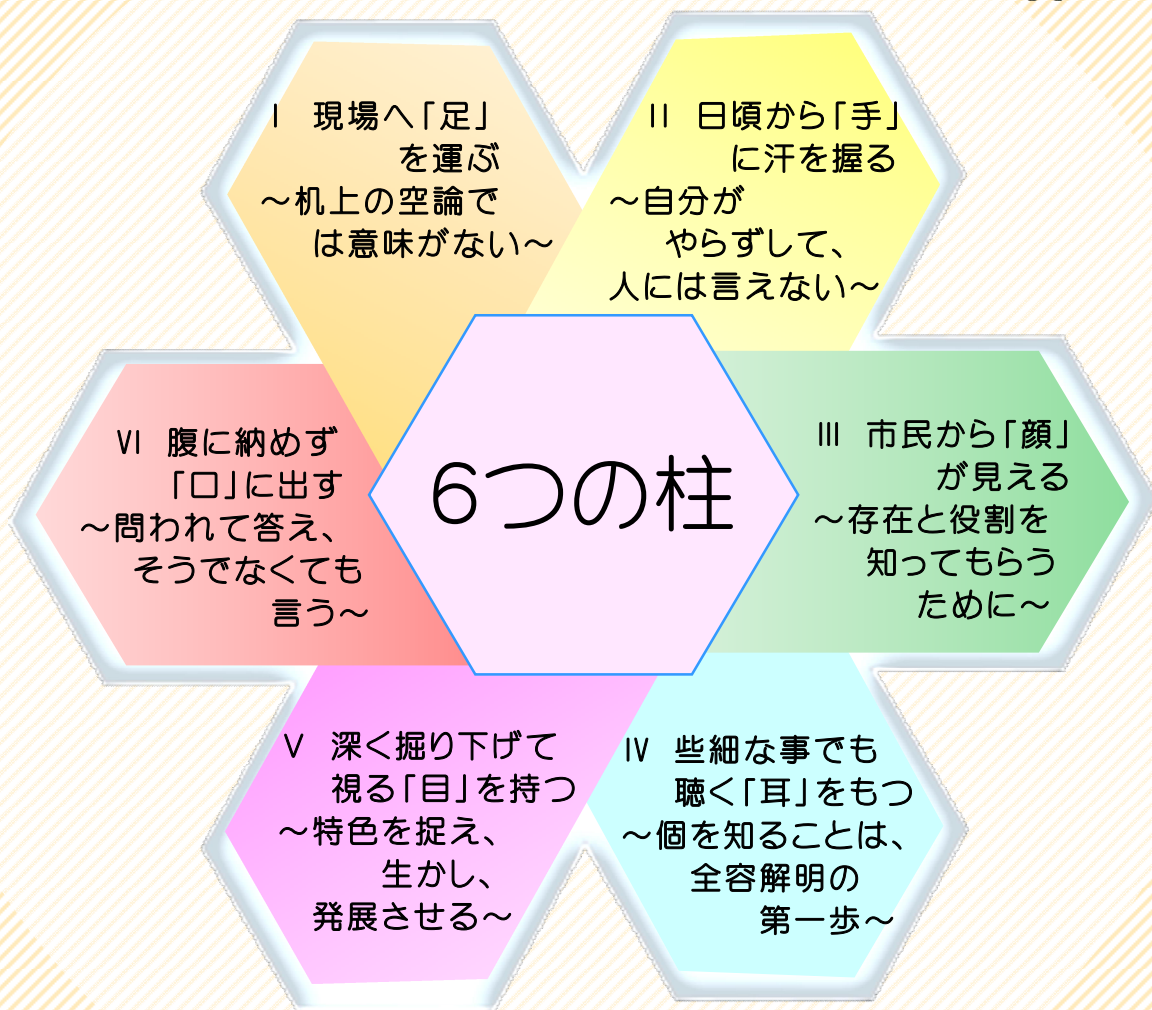 Ⅰ 現場へ「足」
を運ぶ
～机上の空論で
は意味がない～
Ⅱ 日頃から「手」
に汗を握る
～自分が
やらずして、
人には言えない～
6つの柱
Ⅲ 市民から「顔」
が見える
～存在と役割を
知ってもらう
ために～
Ⅳ 些細な事でも
聴く「耳」をもつ
～個を知ることは、
全容解明の
第一歩～
Ⅴ 深く掘り下げて
視る「目」を持つ
～特色を捉え、
生かし、
発展させる～
Ⅵ 腹に納めず
「口」に出す
～問われて答え、
そうでなくても
言う～